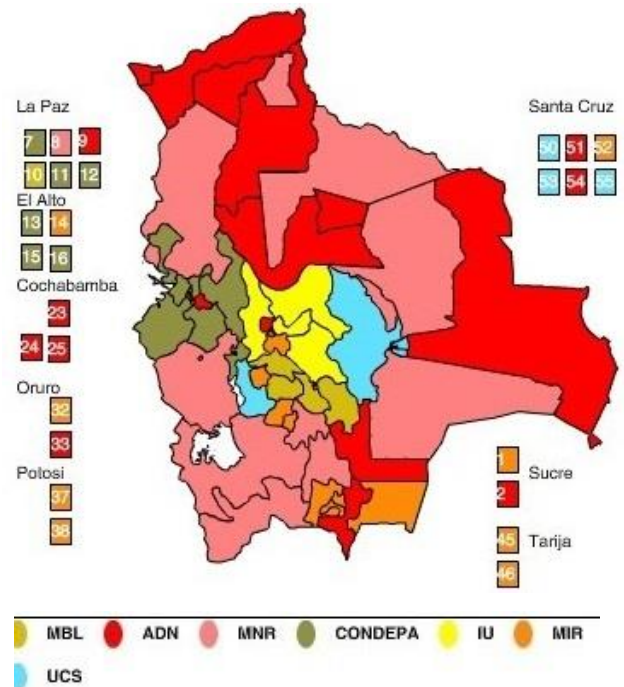 La Paz
7 8 9
10 11 12
El Alto
13 14
15 16
Cochabamba
23
24 25
Oruro
32
33
Potosi
37
38
Santa Cruz
50 51 52
53 54 55
1
Sucre
2
45
Tarija
46
MBL ADN MNR CONDEPA IU MIR
UCS